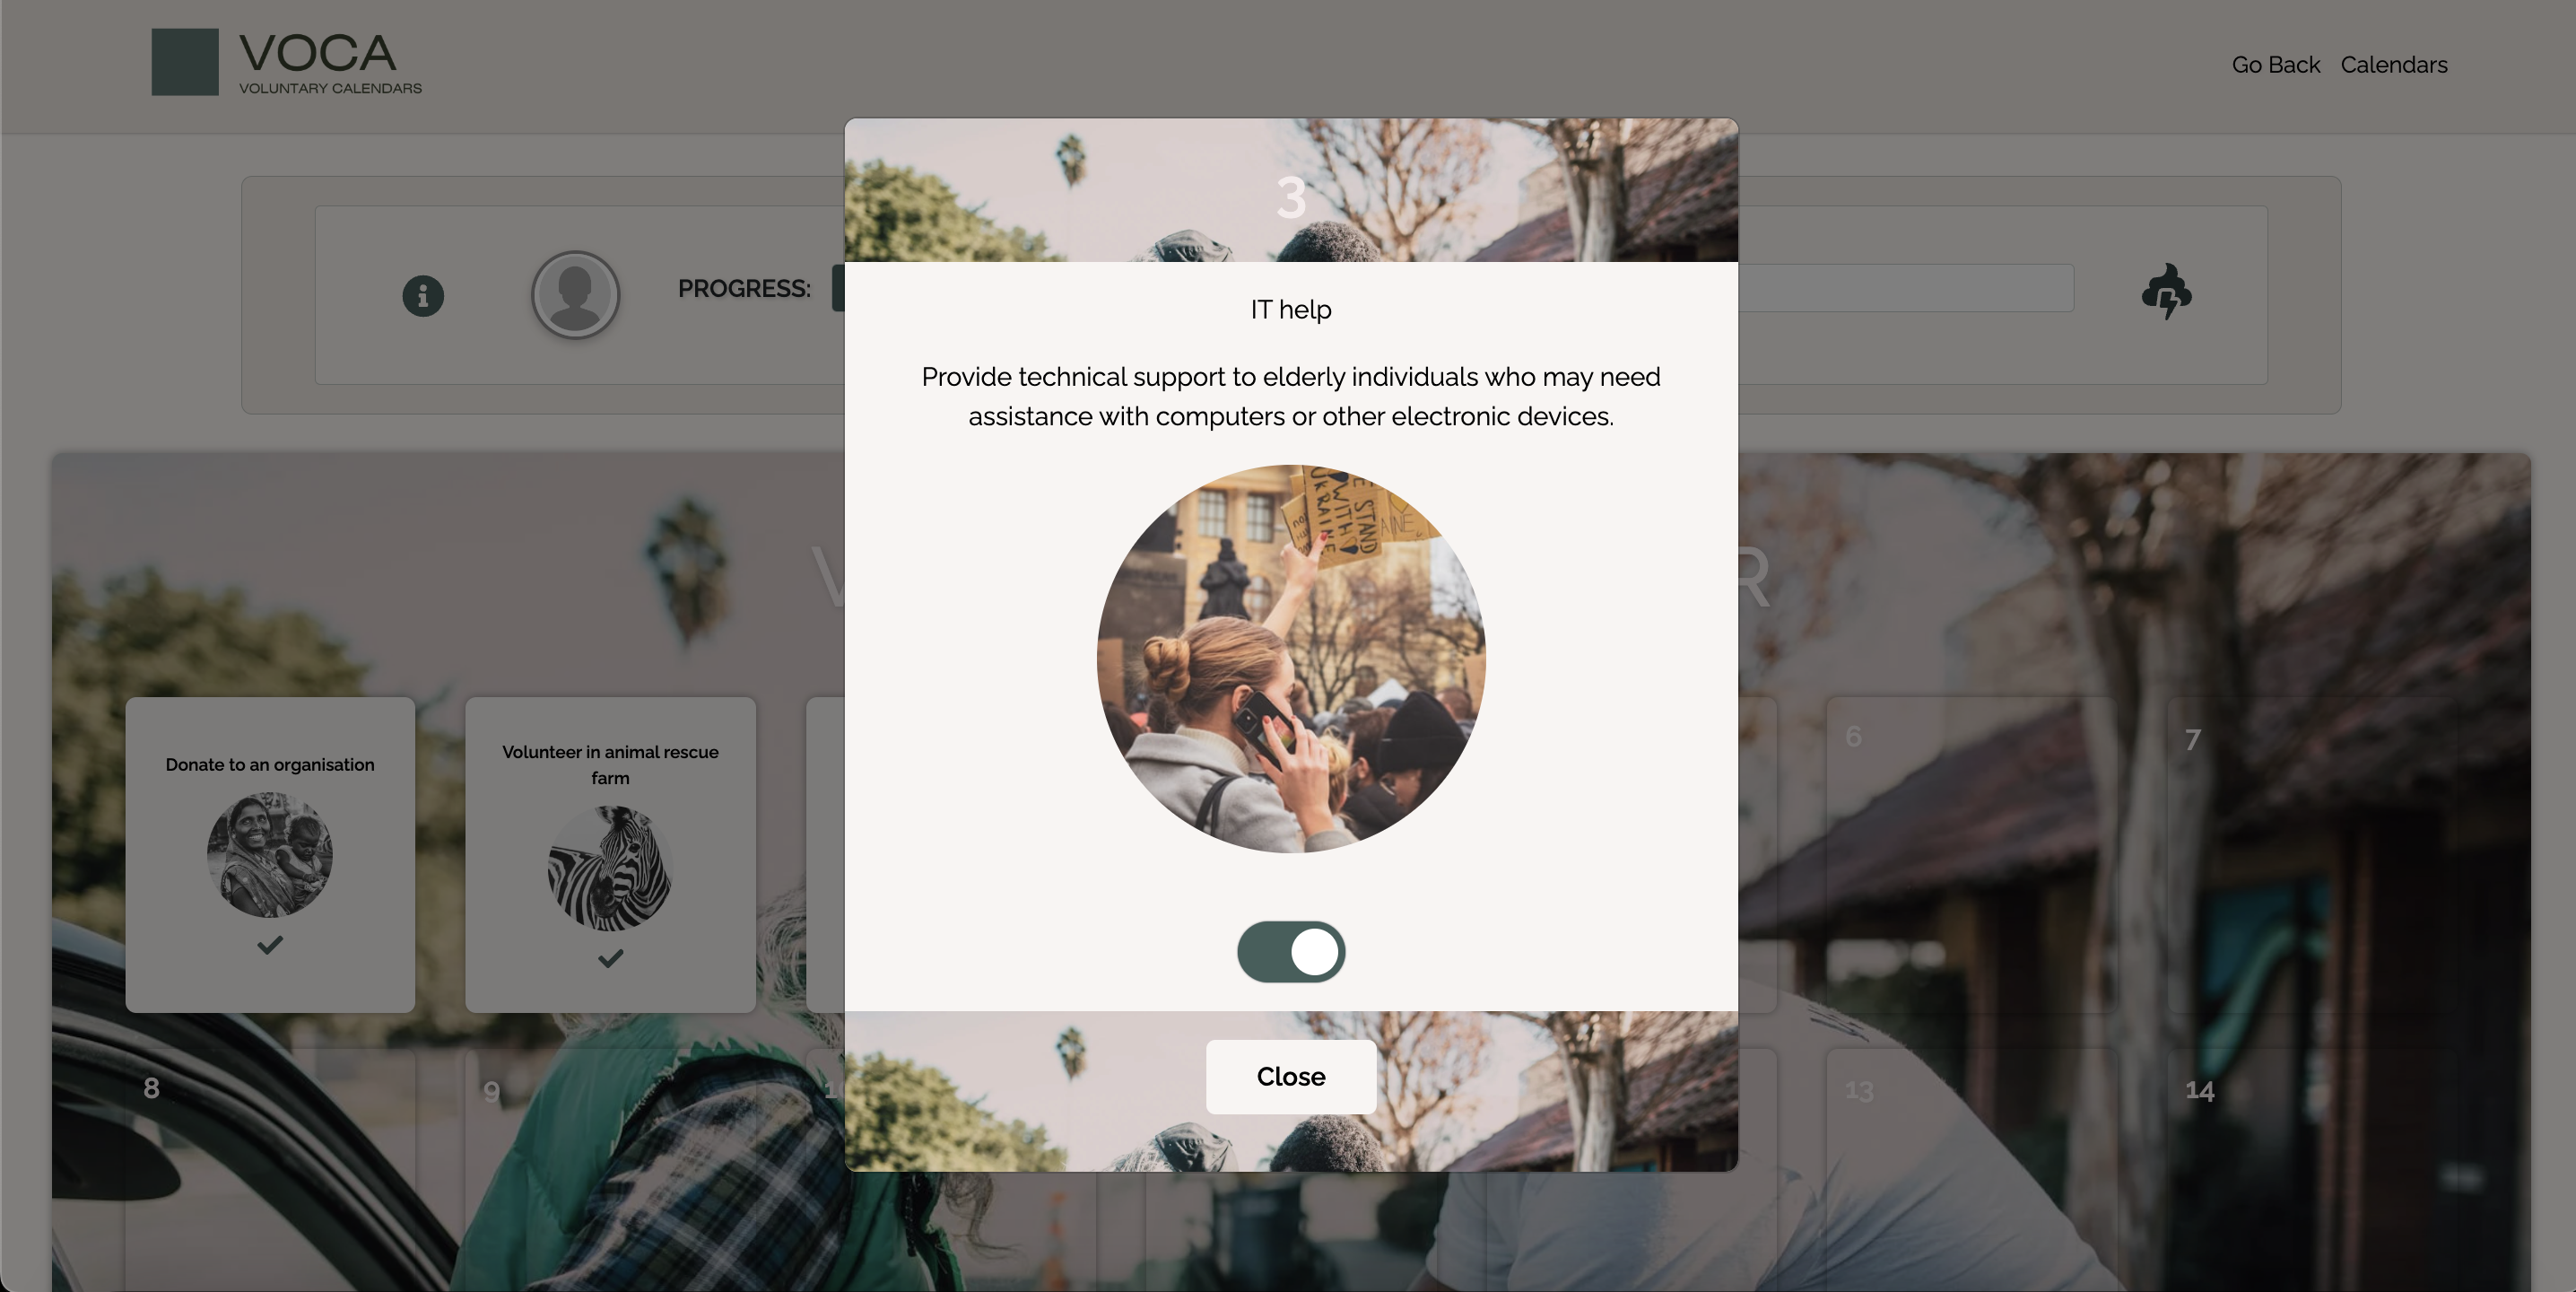 VOCA
VOLUNTARY CALENDARS
Go Back Calendars
PROGRESS:
3
IT help
Provide technical support to elderly individuals who may need
assistance with computers or other electronic devices.
STAND
WITH
UKRAINE
Donate to an organisation
Volunteer in animal rescue
farm
6
7
8
9
13
14
Close